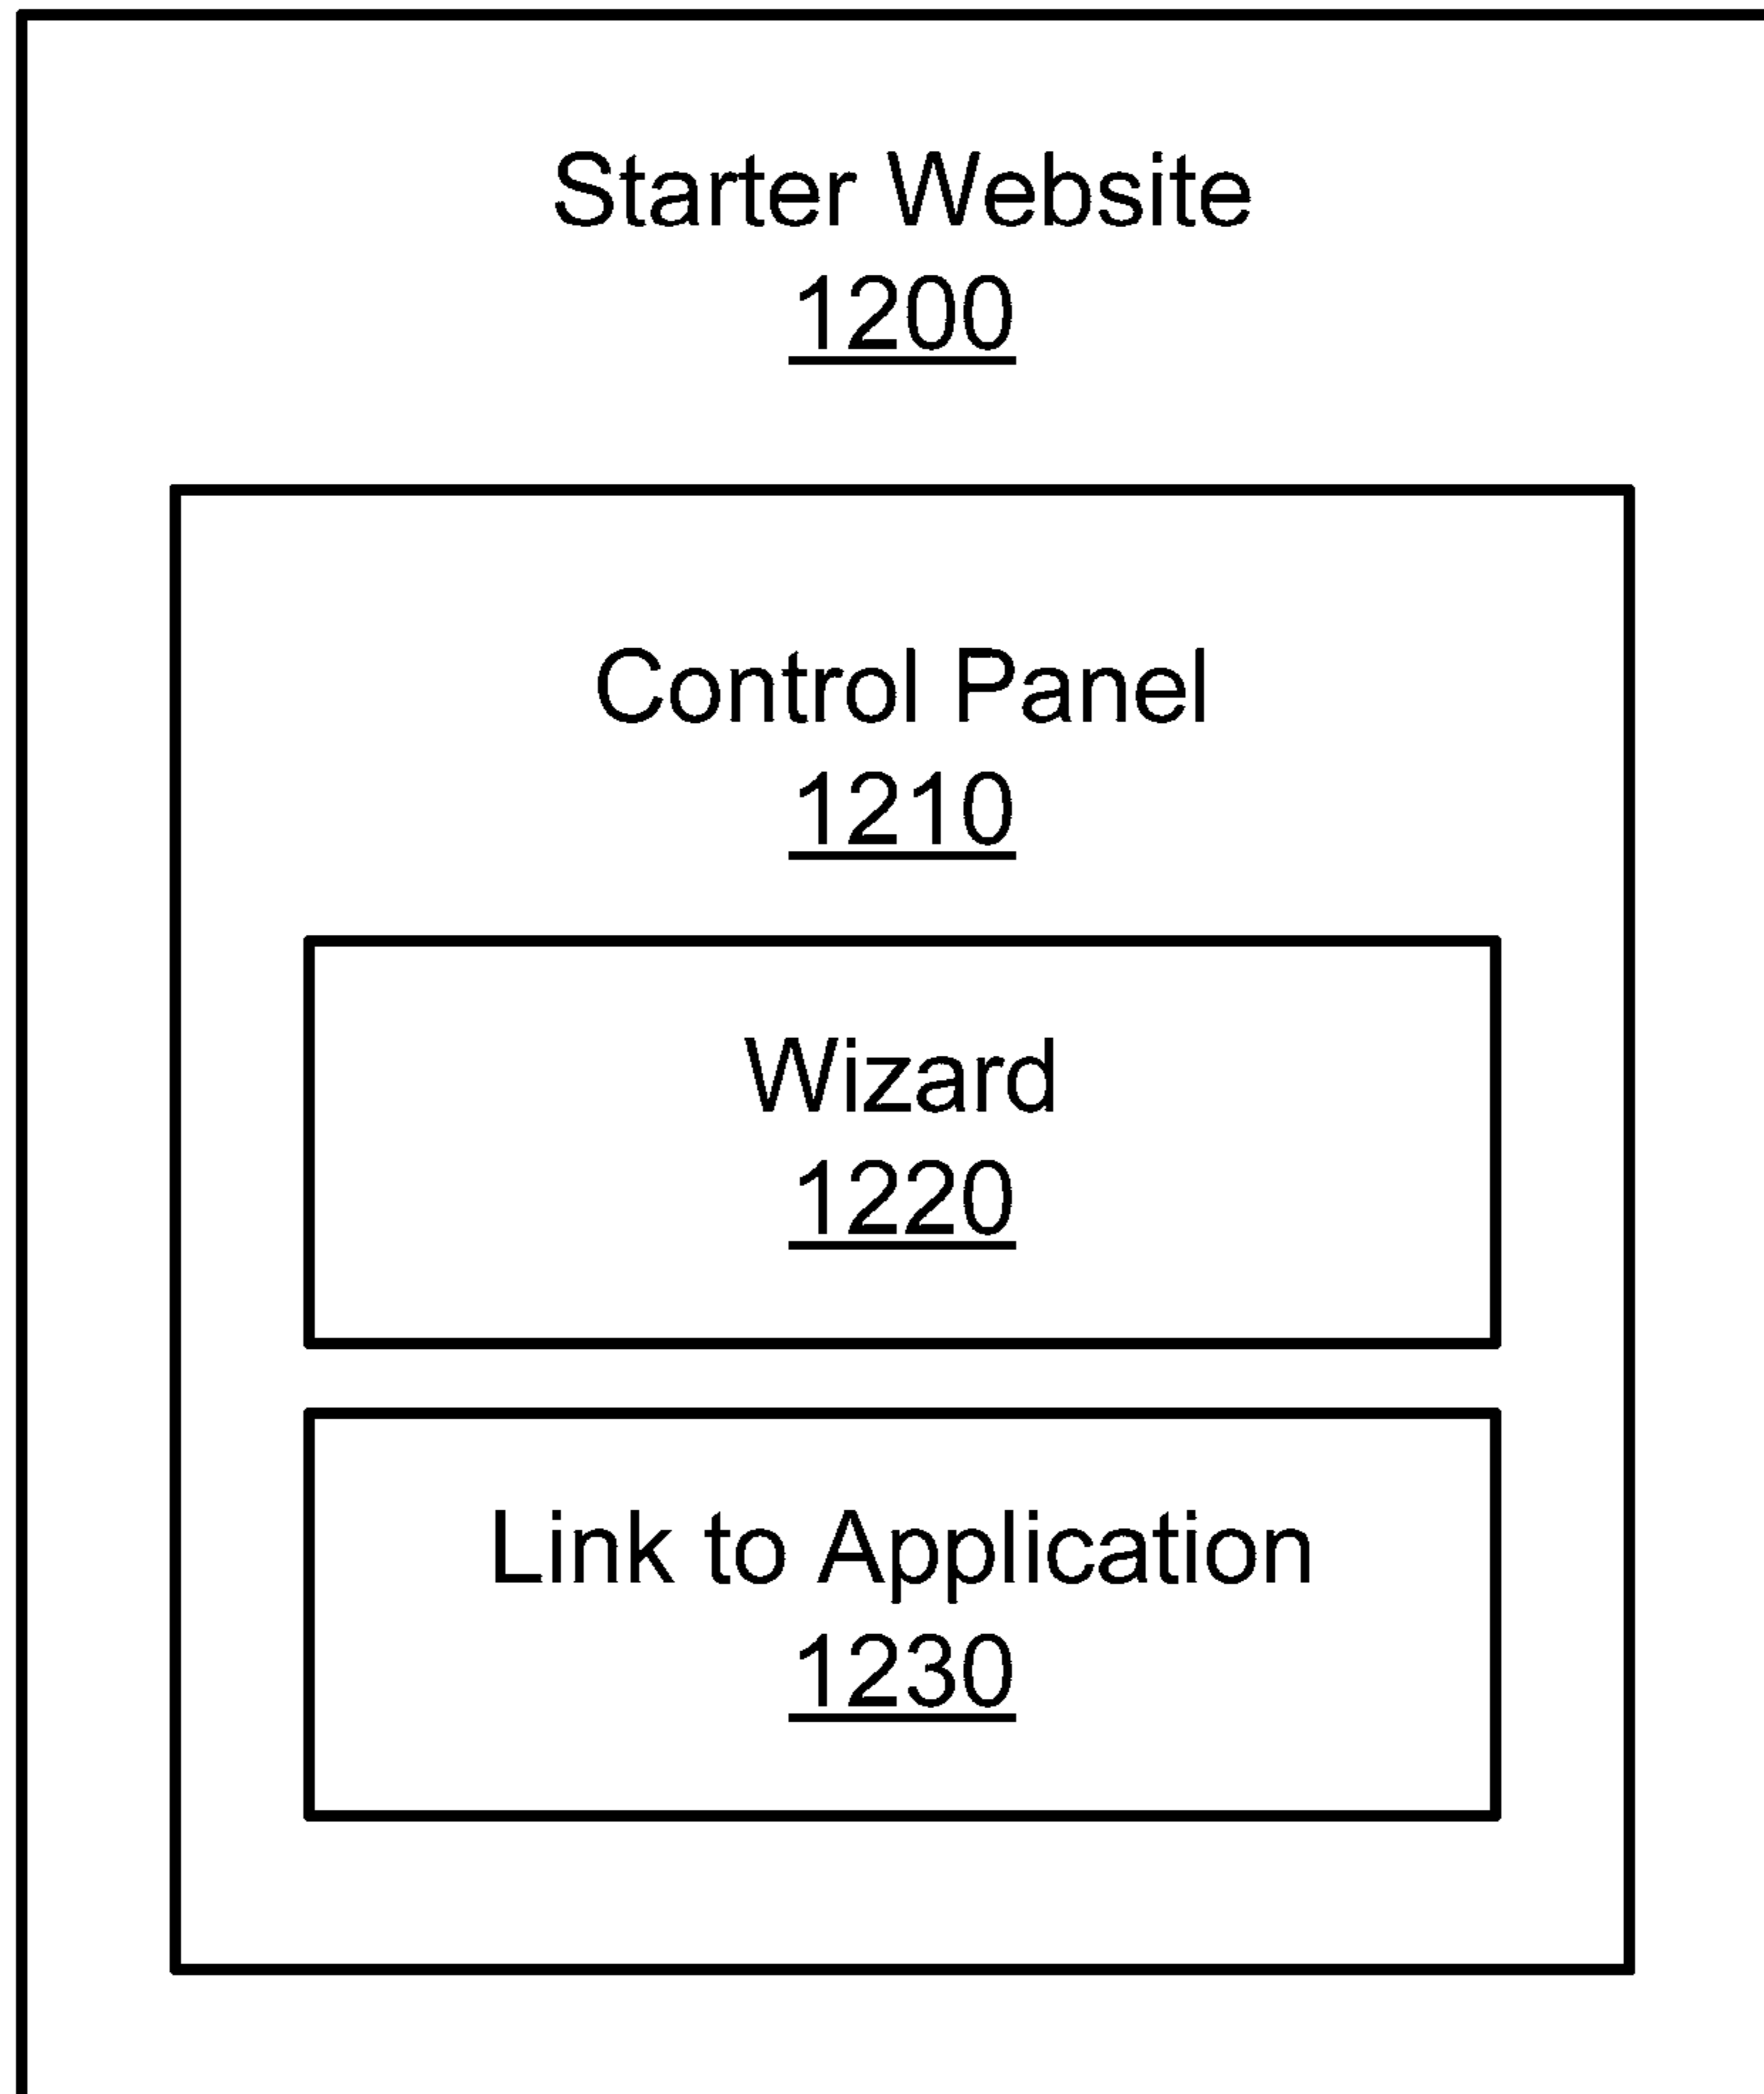 Starter Website
1200
Control Panel
1210
Wizard
1220
Link to Application
1230